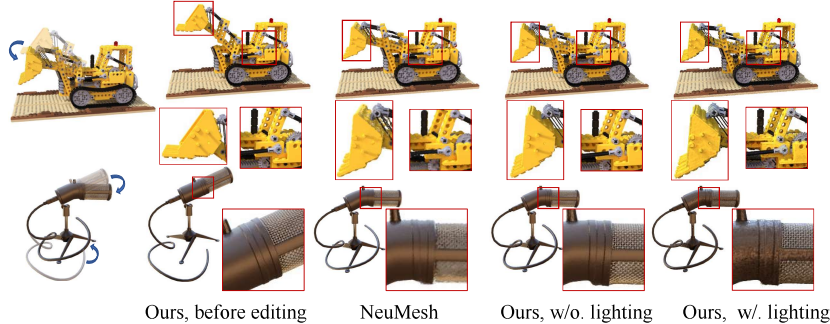 Ours, before editing
NeuMesh
Ours, w/o. lighting
Ours, w/. lighting